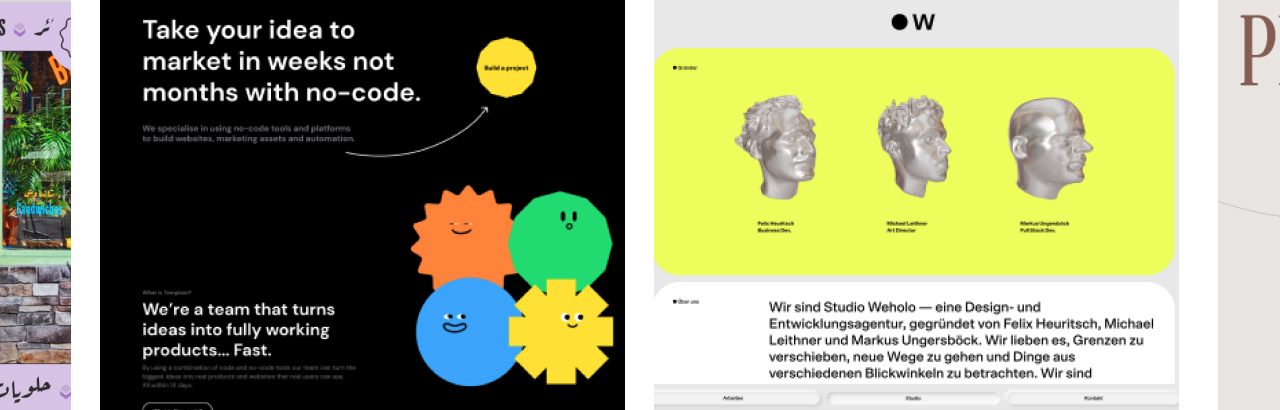 Sandwiches
حلويات
Take your idea to
market in weeks not
months with no-code.
We specialise in using no-code tools and platforms
to build websites, marketing assets and automation.
Build a project
What is Template?
We're a team that turns
ideas into fully working
products... Fast.
By using a combination of code and no-code tools our team can turn the
biggest ideas into real products and websites that real users can use.
All within 14 days.
W
Gründer
Felix Heuritsch
Business Dev.
Michael Leithner
Art Director
Markus Ungersböck
Full Stack Dev.
Über uns
Wir sind Studio Weholo — eine Design- und
Entwicklungsagentur, gegründet von Felix Heuritsch, Michael
Leithner und Markus Ungersböck. Wir lieben es, Grenzen zu
verschieben, neue Wege zu gehen und Dinge aus
verschiedenen Blickwinkeln zu betrachten. Wir sind
Arbeiten
Studio
Kontakt